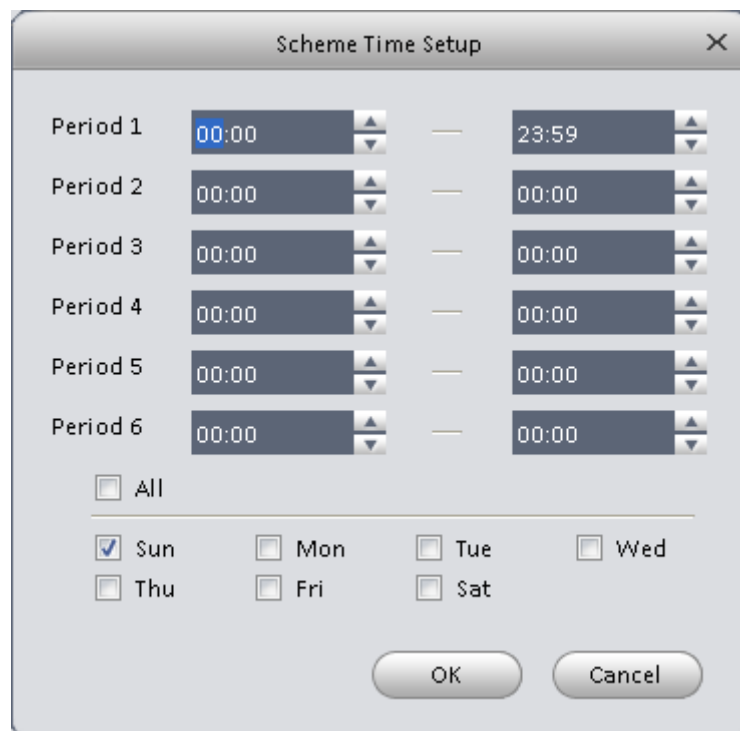 Scheme Time Setup
Period 1 00:00 — 23:59
Period 2 00:00 — 00:00
Period 3 00:00 — 00:00
Period 4 00:00 — 00:00
Period 5 00:00 — 00:00
Period 6 00:00 — 00:00
All
Sun Mon Tue Wed
Thu Fri Sat
OK Cancel